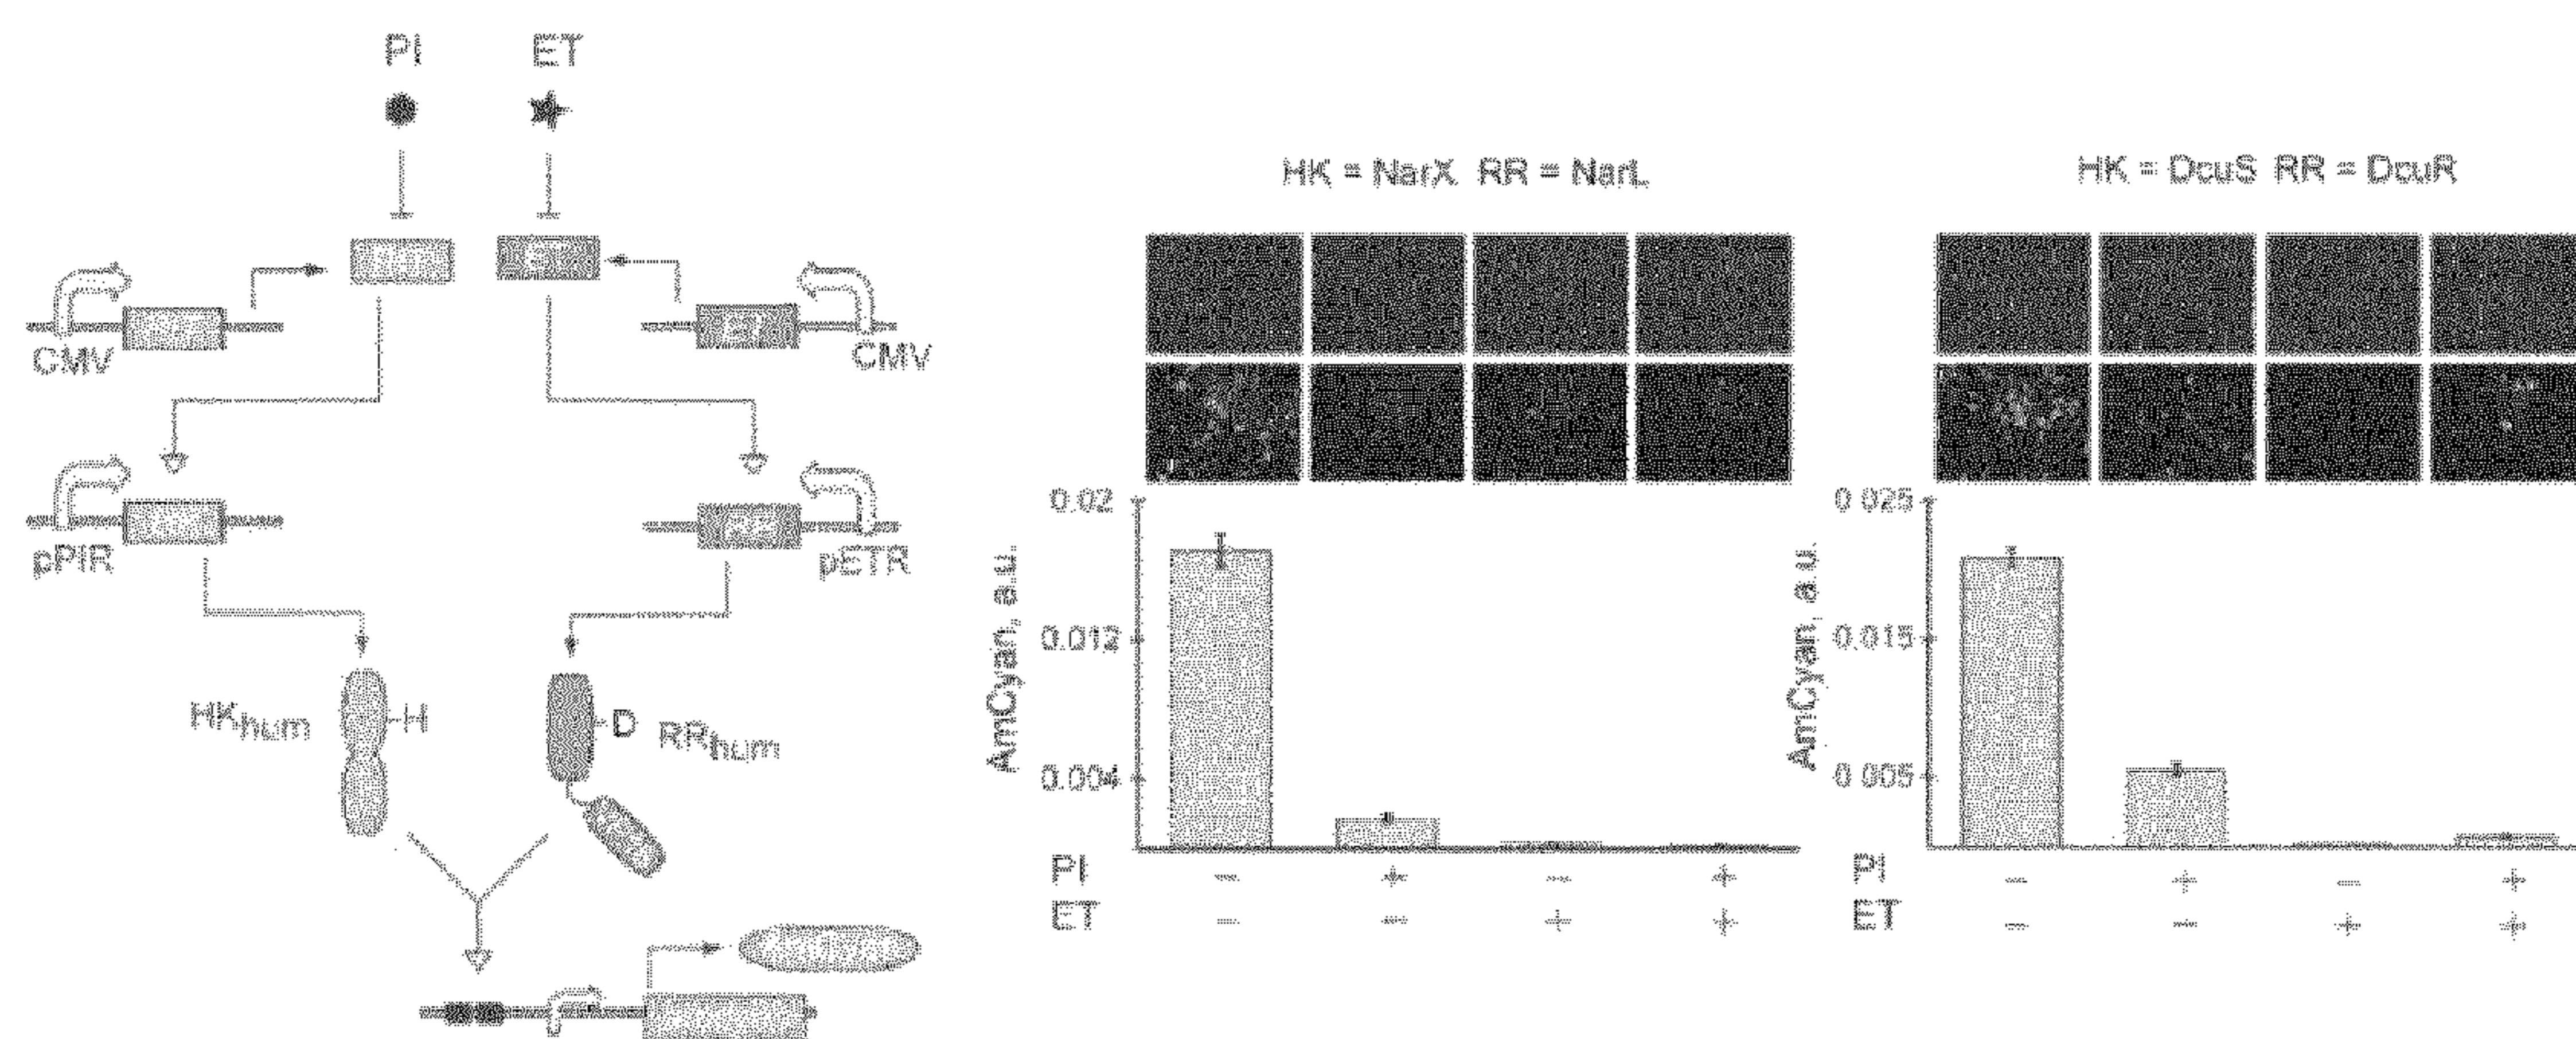 PI ET
CMV
CMV
pPIR
pETR
HKhum
H
D
RRhum
HK = NarX RR = NarL
0.02
0.012
0.004
AmCyan, a.u.
PI - + - +
ET - - + +
HK = DcuS RR = DcuR
0 025
0.015
0 005
AmCyan, a.u.
PI - + - +
ET - - + +